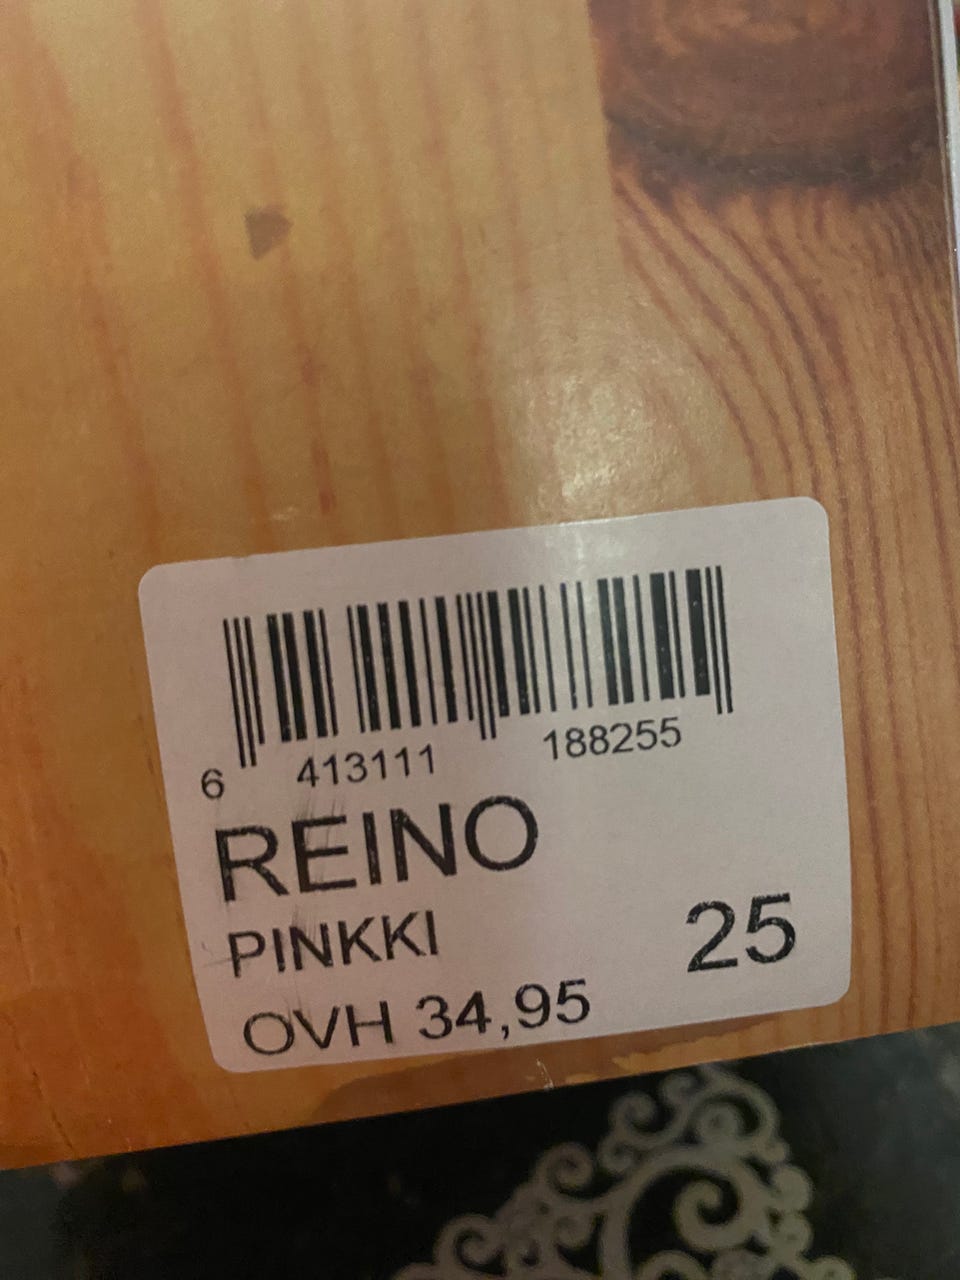 6 413111 188255
REINO
PINKKI 25
OVH 34,95